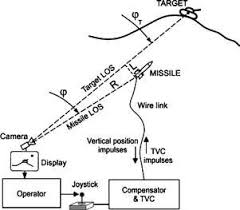 TARGET
φT
Target LOS
L
MISSILE
φ
R
Missile LOS
Wire link
Camera
Vertical position
impulses
TVC
impulses
Display
Joystick
Operator
Compensator
& TVC